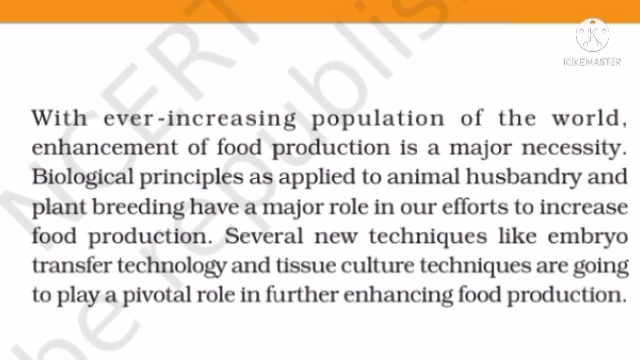 KINEMASTER
With ever-increasing population of the world,
enhancement of food production is a major necessity.
Biological principles as applied to animal husbandry and
plant breeding have a major role in our efforts to increase
food production. Several new techniques like embryo
transfer technology and tissue culture techniques are going
to play a pivotal role in further enhancing food production.
NCERT
be republis